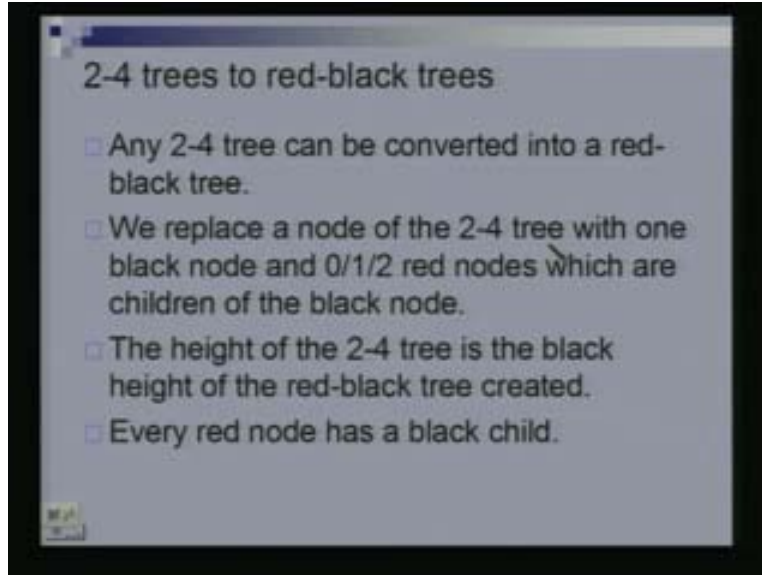 2-4 trees to red-black trees
Any 2-4 tree can be converted into a red-
black tree.
We replace a node of the 2-4 tree with one
black node and 0/1/2 red nodes which are
children of the black node.
The height of the 2-4 tree is the black
height of the red-black tree created.
Every red node has a black child.